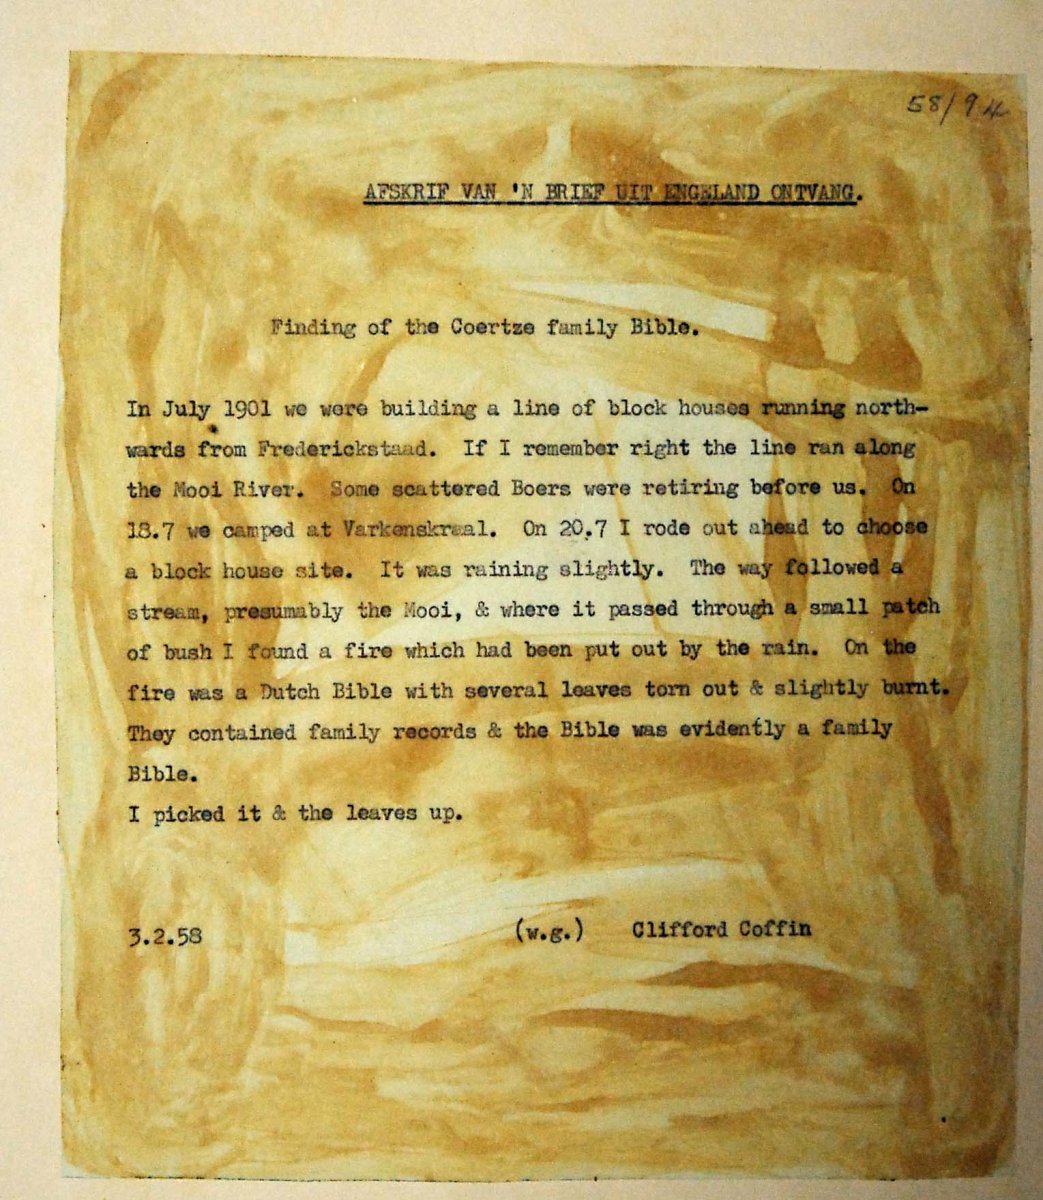 58/94
AFSKRIF VAN 'N BRIEF UIT ENGELAND ONTVANG.
Finding of the Coertze family Bible.
In July 1901 we were building a line of block houses running north-
wards from Frederickstaad. If I remember right the line ran along
the Mooi River. Some scattered Boers were retiring before us. On
18.7 we camped at Varkenskraal. On 20.7 I rode out ahead to choose
a block house site. It was raining slightly. The way followed a
stream, presumably the Mooi, & where it passed through a small patch
of bush I found a fire which had been put out by the rain. On the
fire was a Dutch Bible with several leaves torn out & slightly burnt.
They contained family records & the Bible was evidently a family
Bible.
I picked it & the leaves up.
3.2.58 (w.g.) Clifford Coffin